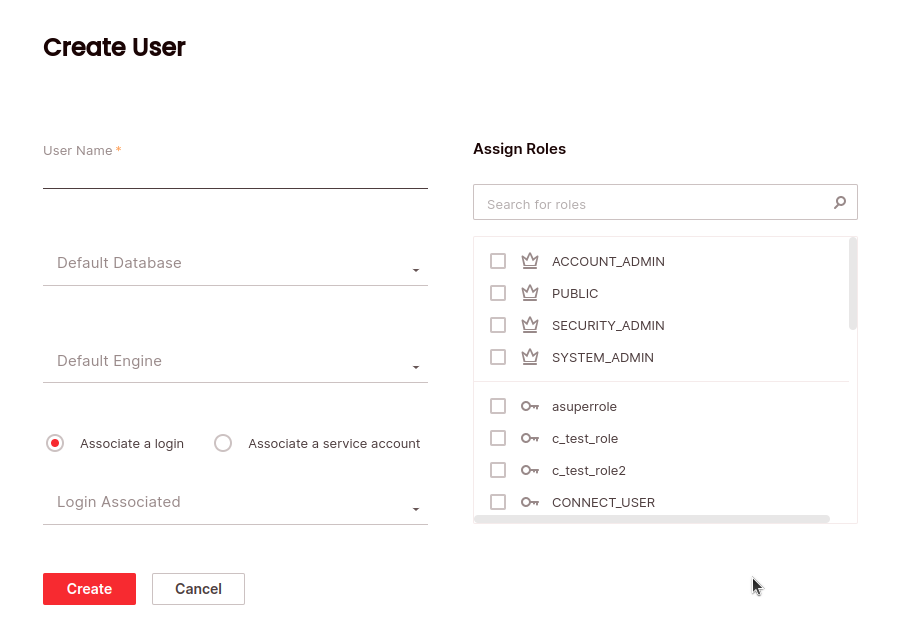 Create User
User Name *
Default Database
Default Engine
Associate a login
Associate a service account
Login Associated
Create
Cancel
Assign Roles
Search for roles
ACCOUNT_ADMIN
PUBLIC
SECURITY_ADMIN
SYSTEM_ADMIN
asuperrole
c_test_role
c_test_role2
CONNECT_USER